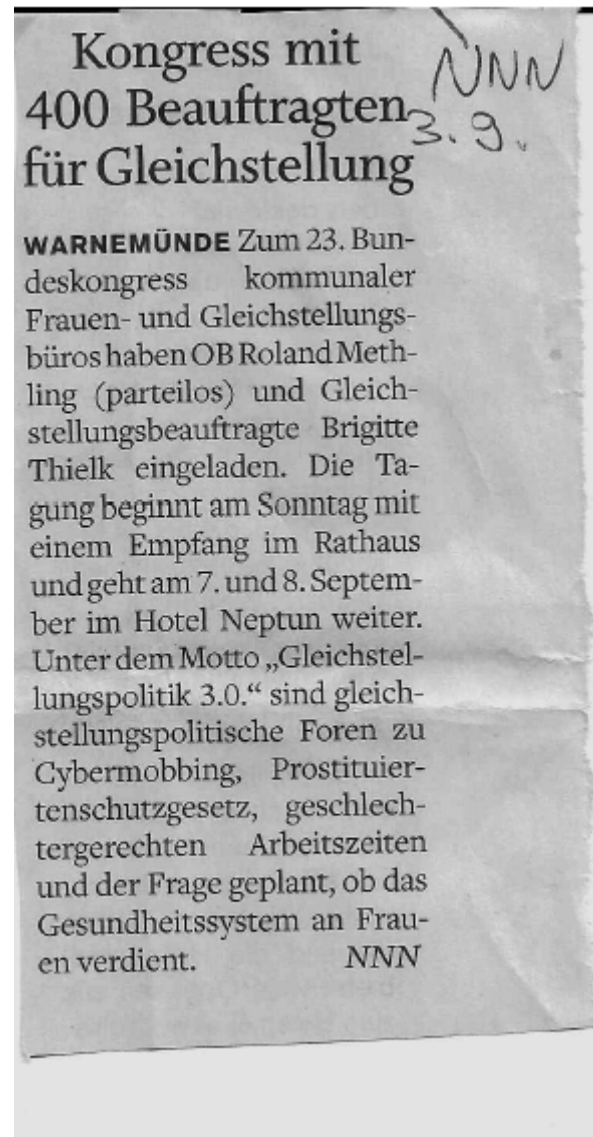 Kongress mit
400 Beauftragten
für Gleichstellung
NNN
3.9.
WARNEMÜNDE Zum 23. Bun-
deskongress kommunaler
Frauen- und Gleichstellungs-
büros haben OB Roland Meth-
ling (parteilos) und Gleich-
stellungsbeauftragte Brigitte
Thielk eingeladen. Die Ta-
gung beginnt am Sonntag mit
einem Empfang im Rathaus
und geht am 7. und 8. Septem-
ber im Hotel Neptun weiter.
Unter dem Motto „Gleichstel-
lungspolitik 3.0.“ sind gleich-
stellungspolitische Foren zu
Cybermobbing, Prostituier-
tenschutzgesetz, geschlech-
tergerechten Arbeitszeiten
und der Frage geplant, ob das
Gesundheitssystem an Frau-
en verdient. NNN